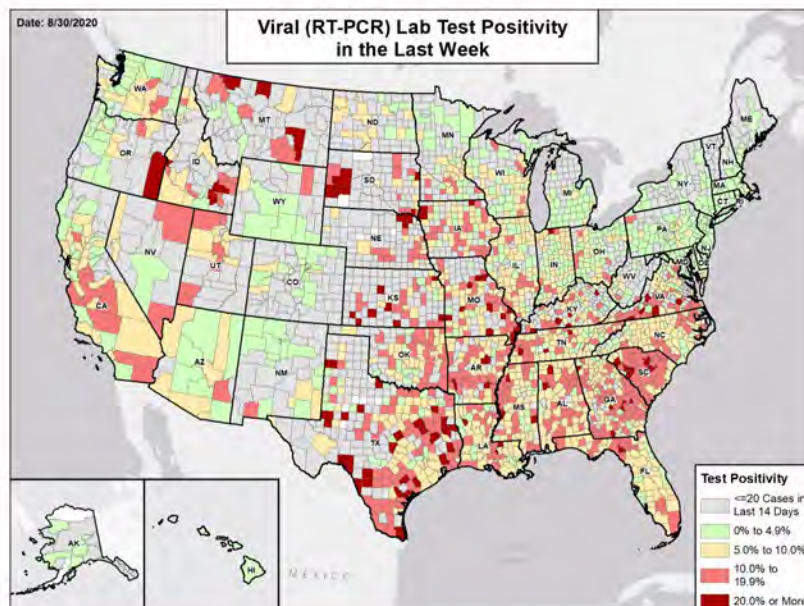 Date: 8/30/2020
Viral (RT-PCR) Lab Test Positivity
in the Last Week
WA
MT
ND
MN
ME
OR
ID
SD
WI
VT
NH
WY
MI
NY
MA
CT
RI
NE
IA
PA
NJ
NV
UT
CO
IL
IN
OH
MD
DE
WV
CA
KS
MO
KY
VA
AZ
NM
OK
AR
TN
NC
SC
TX
LA
MS
AL
GA
FL
AK
HI
MEXICO
Test Positivity
<=20 Cases in
Last 14 Days
0% to 4.9%
5.0% to 10.0%
10.0% to
19.9%
20.0% or More